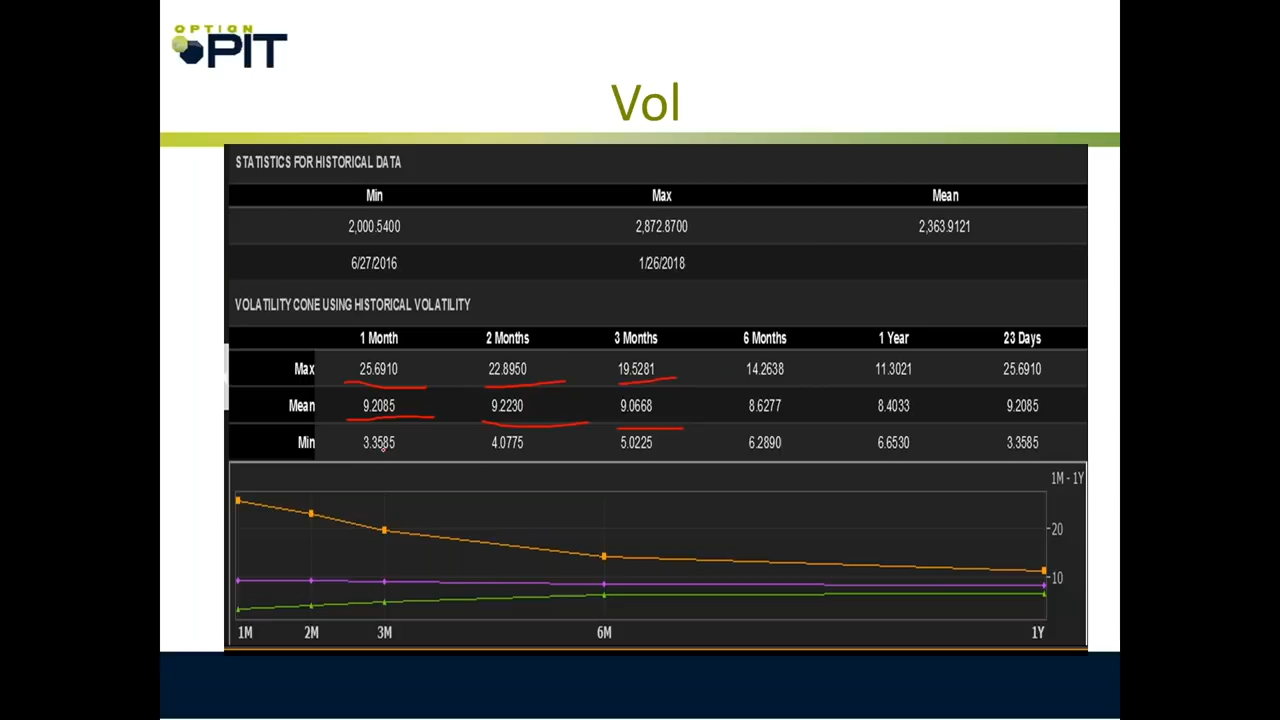 OPTION
PIT
Vol
STATISTICS FOR HISTORICAL DATA
Min Max Mean
2,000.5400 2,872.8700 2,363.9121
6/27/2016 1/26/2018
VOLATILITY CONE USING HISTORICAL VOLATILITY
1 Month 2 Months 3 Months 6 Months 1 Year 23 Days
Max 25.6910 22.8950 19.5281 14.2638 11.3021 25.6910
Mean 9.2085 9.2230 9.0668 8.6277 8.4033 9.2085
Min 3.3585 4.0775 5.0225 6.2890 6.6530 3.3585
1M - 1Y
20
10
1M 2M 3M 6M 1Y